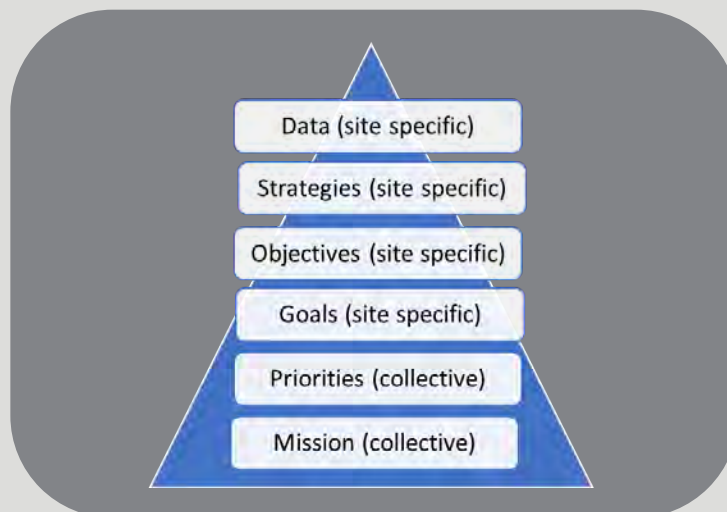 Data (site specific)
Strategies (site specific)
Objectives (site specific)
Goals (site specific)
Priorities (collective)
Mission (collective)